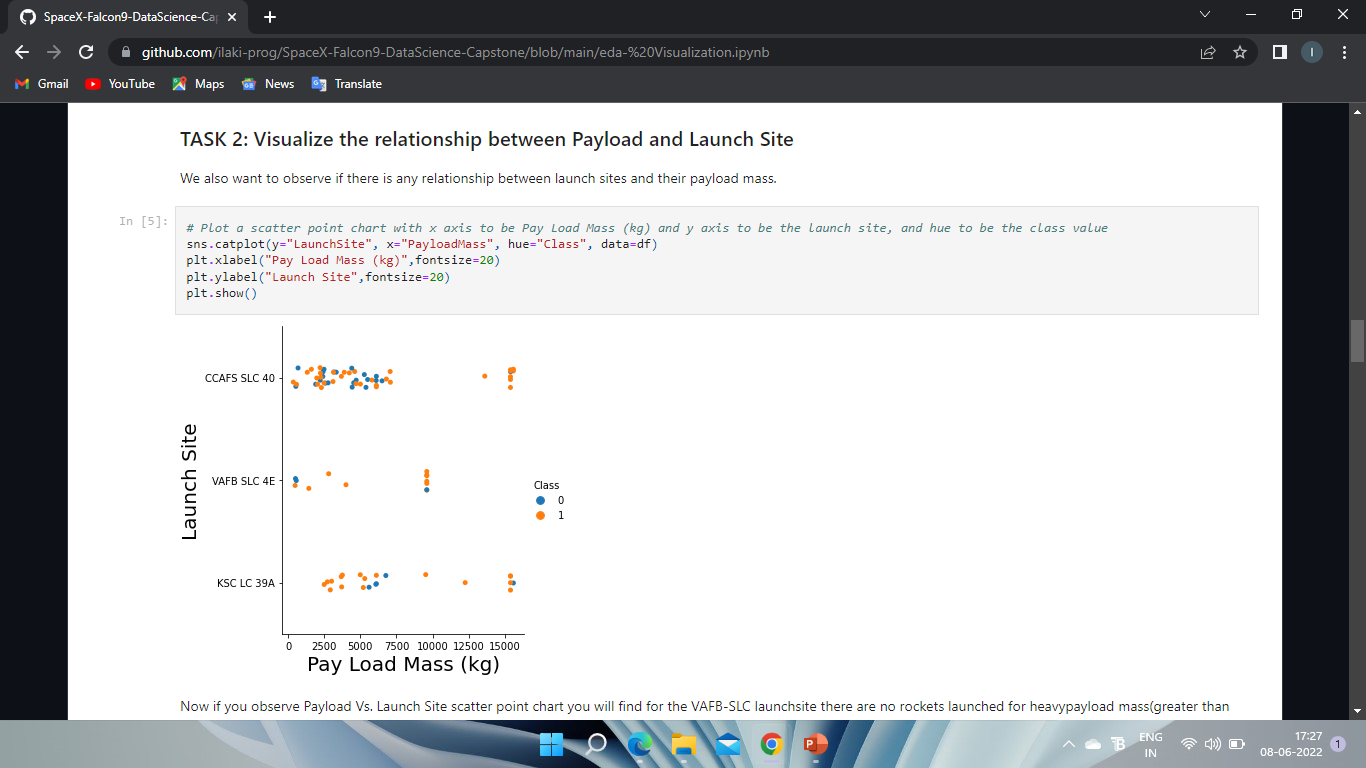 SpaceX-Falcon9-DataScience-Cap
github.com/ilaki-prog/SpaceX-Falcon9-DataScience-Capstone/blob/main/eda-%20Visualization.ipynb
I
Gmail YouTube Maps News Translate
TASK 2: Visualize the relationship between Payload and Launch Site
We also want to observe if there is any relationship between launch sites and their payload mass.
In [5]:
# Plot a scatter point chart with x axis to be Pay Load Mass (kg) and y axis to be the launch site, and hue to be the class value
sns.catplot(y="LaunchSite", x="PayloadMass", hue="Class", data=df)
plt.xlabel("Pay Load Mass (kg)",fontsize=20)
plt.ylabel("Launch Site",fontsize=20)
plt.show()
Launch Site
CCAFS SLC 40
VAFB SLC 4E
KSC LC 39A
Class
0
1
0 2500 5000 7500 10000 12500 15000
Pay Load Mass (kg)
Now if you observe Payload Vs. Launch Site scatter point chart you will find for the VAFB-SLC launchsite there are no rockets launched for heavypayload mass(greater than
ENG
IN
17:27
08-06-2022
1